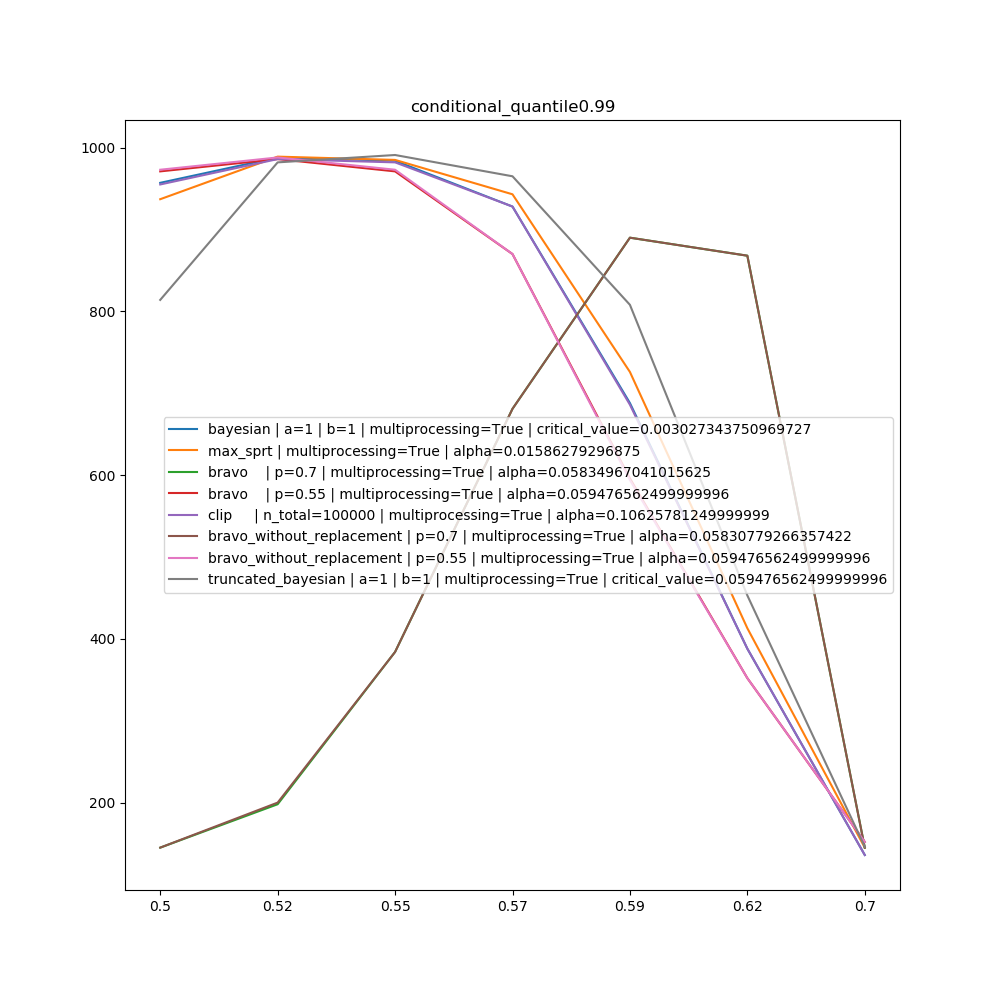 conditional_quantile0.99
1000
800
600
400
200
bayesian | a=1 | b=1 | multiprocessing=True | critical_value=0.003027343750969727
max_sprt | multiprocessing=True | alpha=0.01586279296875
bravo    | p=0.7 | multiprocessing=True | alpha=0.05834967041015625
bravo    | p=0.55 | multiprocessing=True | alpha=0.059476562499999996
clip     | n_total=100000 | multiprocessing=True | alpha=0.10625781249999999
bravo_without_replacement | p=0.7 | multiprocessing=True | alpha=0.05830779266357422
bravo_without_replacement | p=0.55 | multiprocessing=True | alpha=0.059476562499999996
truncated_bayesian | a=1 | b=1 | multiprocessing=True | critical_value=0.059476562499999996
0.5 0.52 0.55 0.57 0.59 0.62 0.7